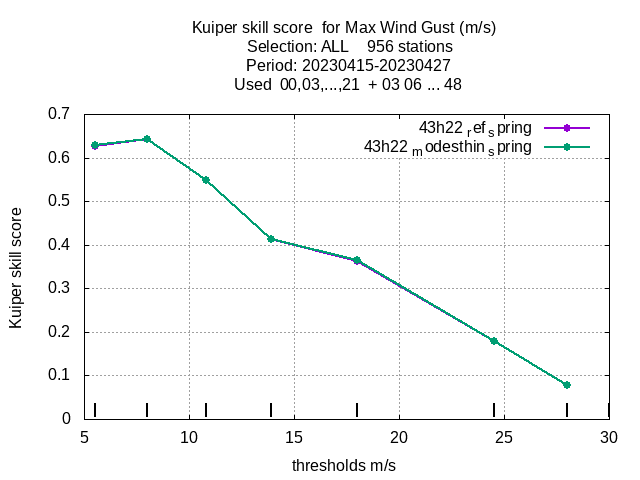 Kuiper skill score  for Max Wind Gust (m/s)
Selection: ALL    956 stations
Period: 20230415-20230427
Used  00,03,...,21  + 03 06 ... 48
0.7
0.6
0.5
0.4
0.3
0.2
0.1
0
Kuiper skill score
43h22 ref spring
43h22 modesthin spring
5
10
15
20
25
30
thresholds m/s